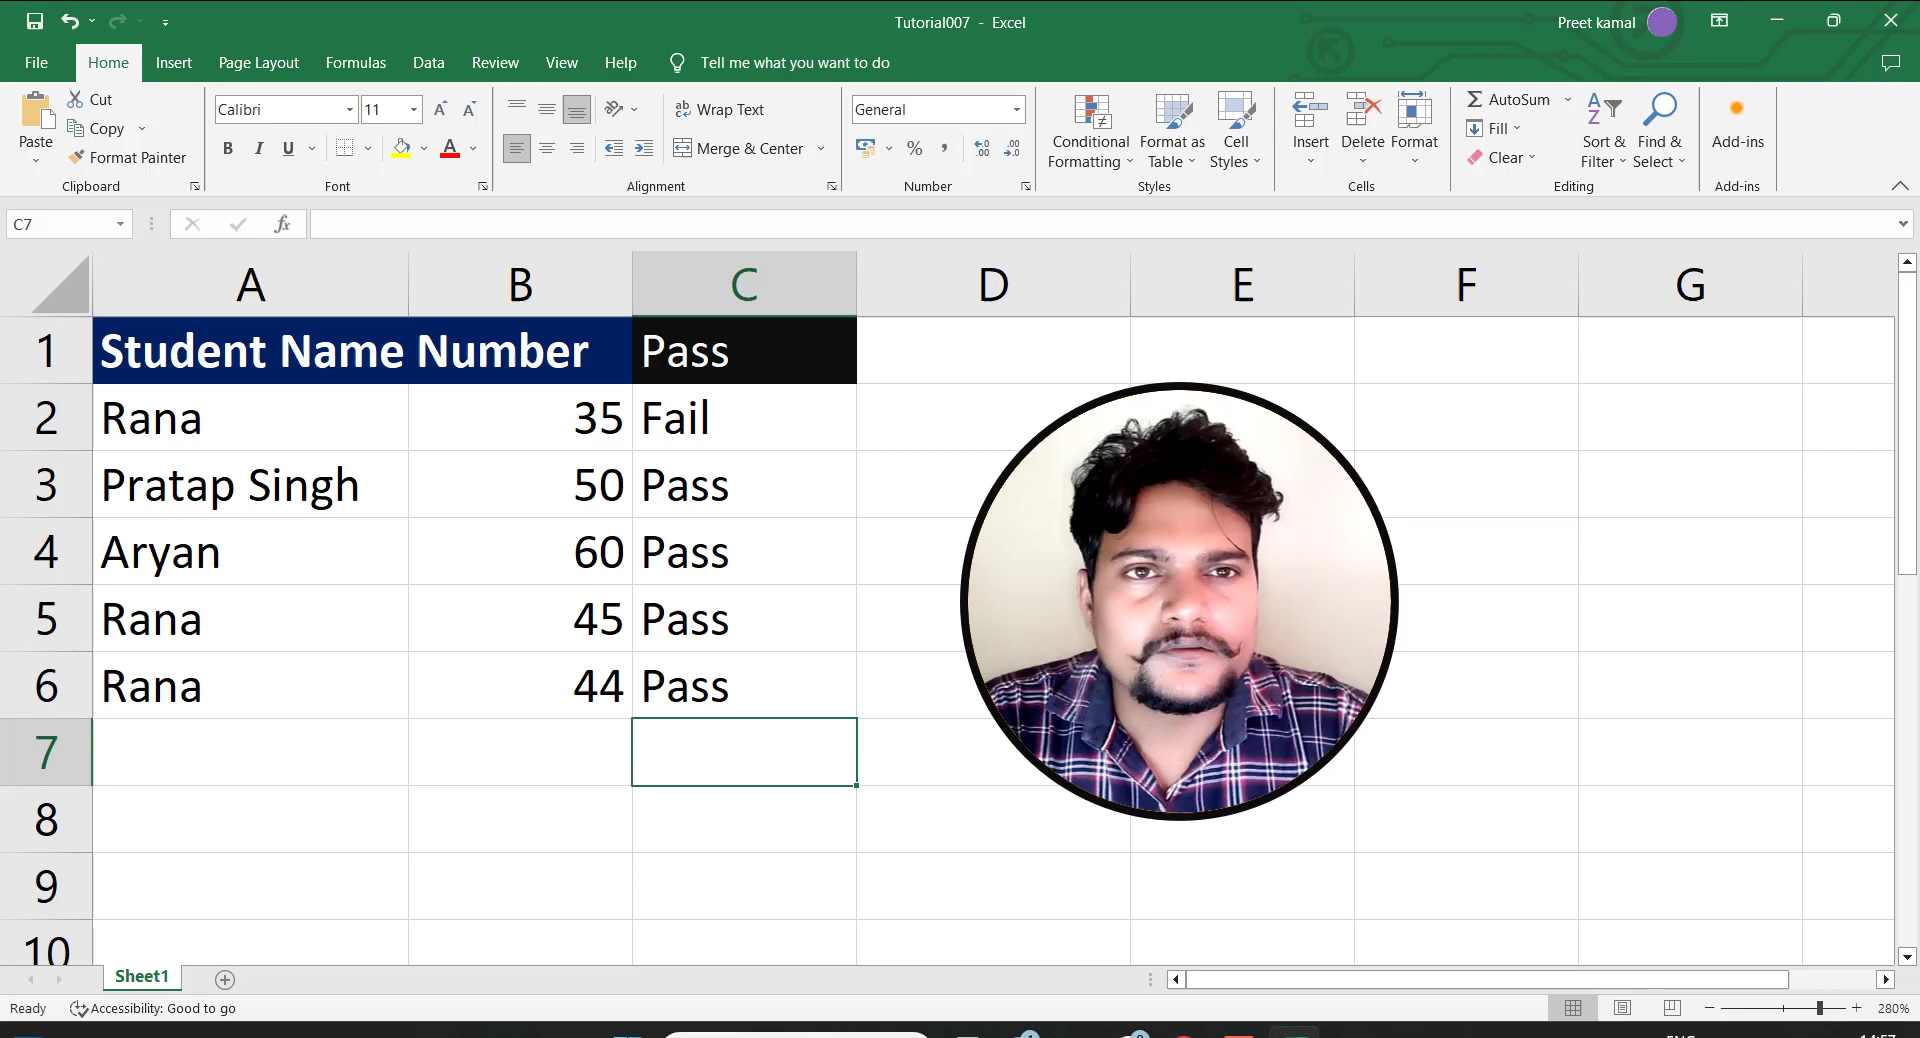 Tutorial007 - Excel
Preet kamal
File Home Insert Page Layout Formulas Data Review View Help Tell me what you want to do
Paste
Cut
Copy
Format Painter
Clipboard
Calibri 11 A A
B I U A
Font
ab Wrap Text
Merge & Center
Alignment
General
% , .00
Number
Conditional Formatting
Format as Table
Cell Styles
Styles
Insert Delete Format
Cells
AutoSum
Fill
Clear
Sort & Filter
Find & Select
Editing
Add-ins
Add-ins
C7 fx
A B C D E F G
1 Student Name Number Pass
2 Rana 35 Fail
3 Pratap Singh 50 Pass
4 Aryan 60 Pass
5 Rana 45 Pass
6 Rana 44 Pass
7
8
9
10
Sheet1
Ready Accessibility: Good to go 280%